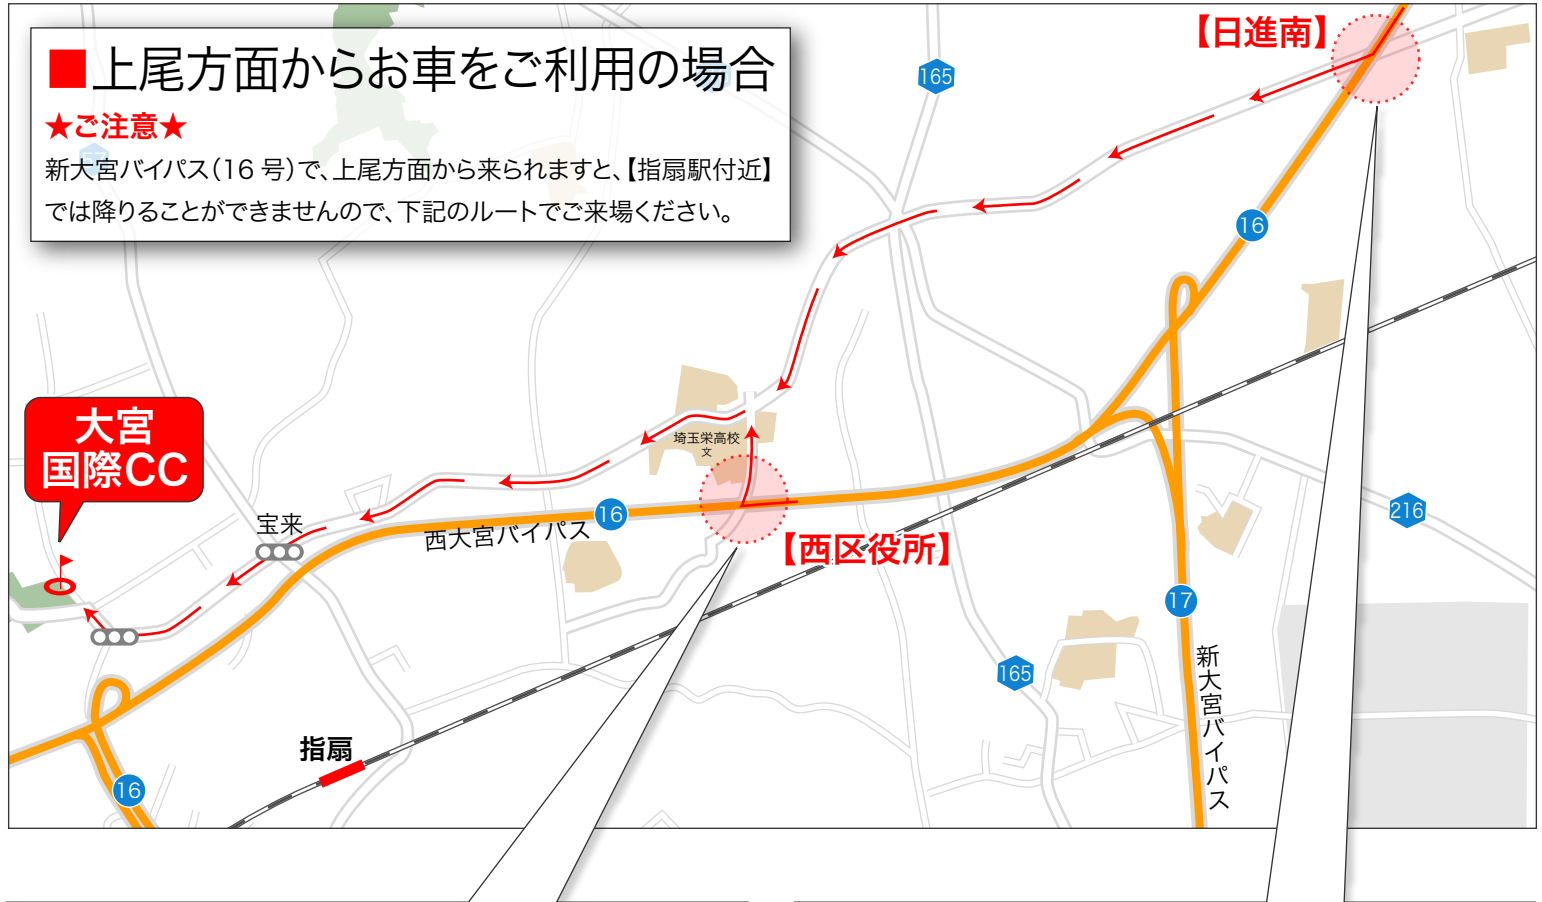 ■上尾方面からお車をご利用の場合
★ご注意★
新大宮バイパス（16 号）で、上尾方面から来られますと、【指扇駅付近】
では降りることができませんので、下記のルートでご来場ください。
【日進南】
165
16
埼玉栄高校
文
大宮
国際CC
宝来
16
西大宮バイパス
【西区役所】
216
17
165
新大宮バイパス
指扇
16